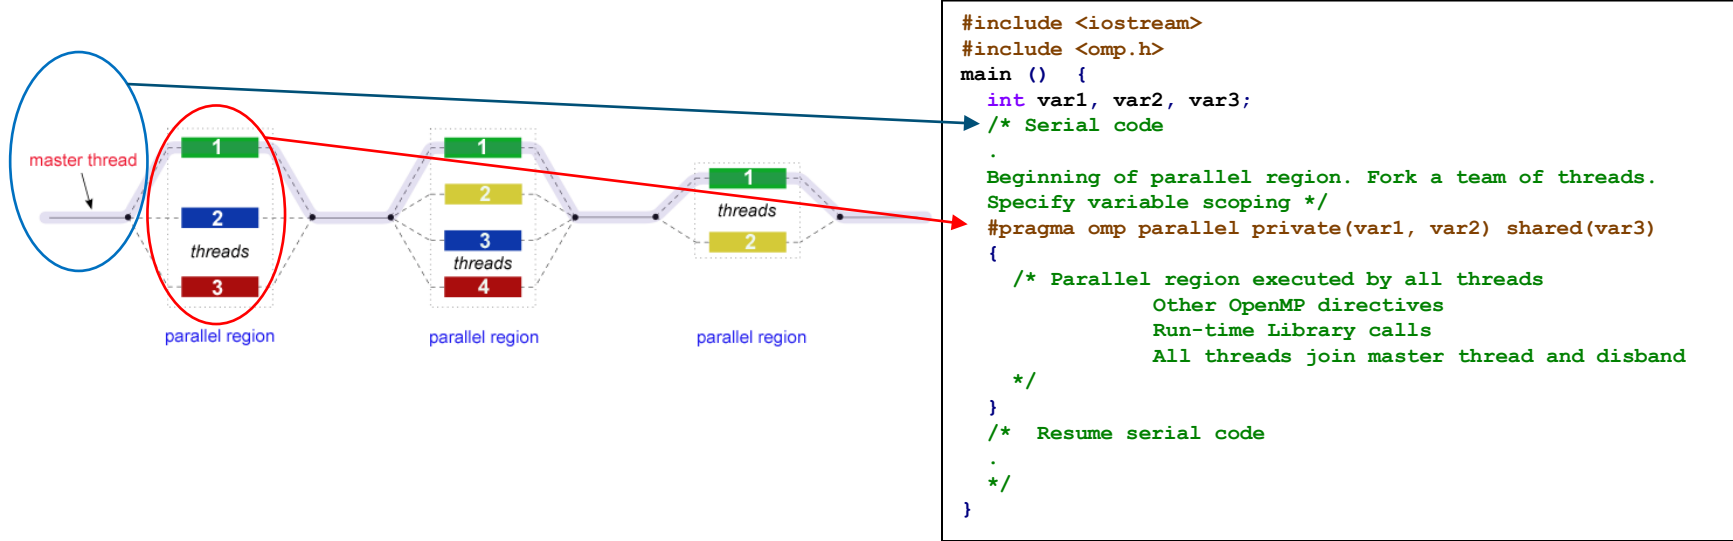 master thread
1
2
threads
3
parallel region
1
2
3
threads
4
parallel region
1
threads
2
parallel region
#include <iostream>
#include <omp.h>
main () {
int var1, var2, var3;
/* Serial code
.
Beginning of parallel region. Fork a team of threads.
Specify variable scoping */
#pragma omp parallel private(var1, var2) shared(var3)
{
/* Parallel region executed by all threads
Other OpenMP directives
Run-time Library calls
All threads join master thread and disband
*/
}
/* Resume serial code
.
*/
}